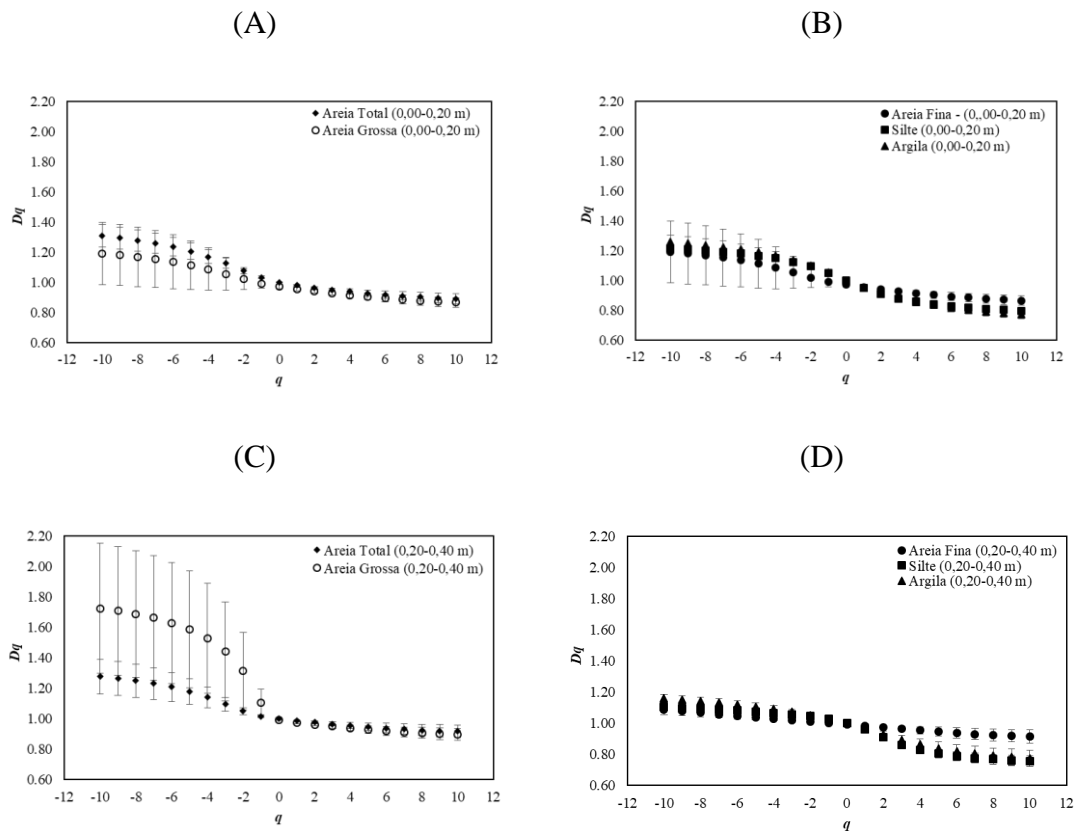 (A)
(B)
2.20
2.00
1.80
1.60
1.40
1.20
1.00
0.80
0.60
Dq
-12 -10 -8 -6 -4 -2 0 2 4 6 8 10 12
q
Areia Total (0,00-0,20 m)
Areia Grossa (0,00-0,20 m)
2.20
2.00
1.80
1.60
1.40
1.20
1.00
0.80
0.60
Dq
-12 -10 -8 -6 -4 -2 0 2 4 6 8 10 12
q
Areia Fina - (0,,00-0,20 m)
Silte (0,00-0,20 m)
Argila (0,00-0,20 m)
(C)
(D)
2.20
2.00
1.80
1.60
1.40
1.20
1.00
0.80
0.60
Dq
-12 -10 -8 -6 -4 -2 0 2 4 6 8 10 12
q
Areia Total (0,20-0,40 m)
Areia Grossa (0,20-0,40 m)
2.20
2.00
1.80
1.60
1.40
1.20
1.00
0.80
0.60
Dq
-12 -10 -8 -6 -4 -2 0 2 4 6 8 10 12
q
Areia Fina (0,20-0,40 m)
Silte (0,20-0,40 m)
Argila (0,20-0,40 m)